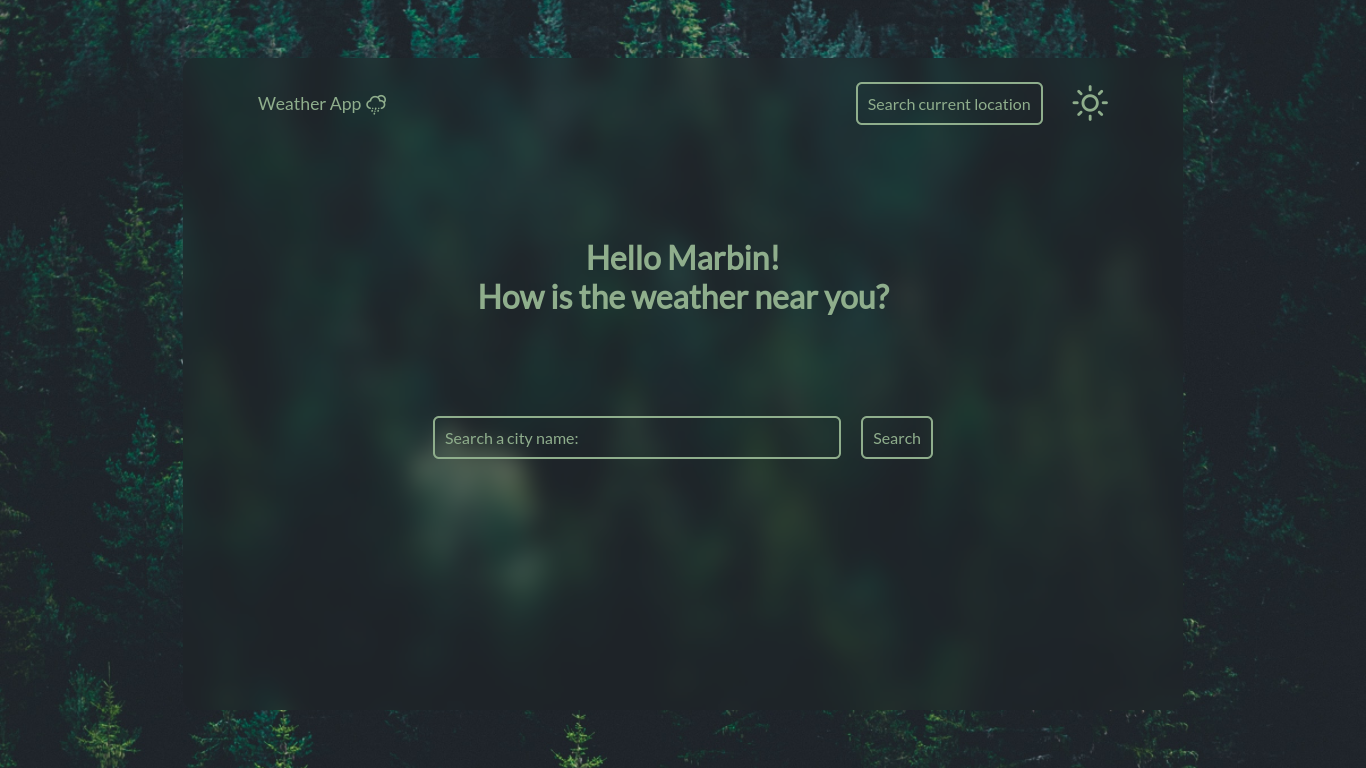 Weather App
Search current location
Hello Marbin!
How is the weather near you?
Search a city name:
Search